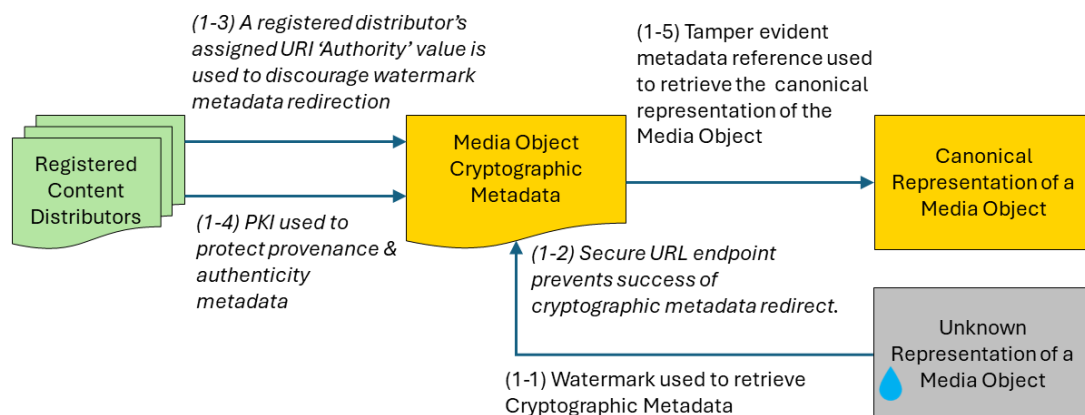 (1-3) A registered distributor’s
assigned URI ‘Authority’ value is
used to discourage watermark
metadata redirection
(1-5) Tamper evident
metadata reference used
to retrieve the canonical
representation of the
Media Object
Registered
Content
Distributors
Media Object
Cryptographic
Metadata
Canonical
Representation of a
Media Object
(1-4) PKI used to
protect provenance &
authenticity
metadata
(1-2) Secure URL endpoint
prevents success of
cryptographic metadata redirect.
Unknown
Representation of a
Media Object
(1-1) Watermark used to retrieve
Cryptographic Metadata